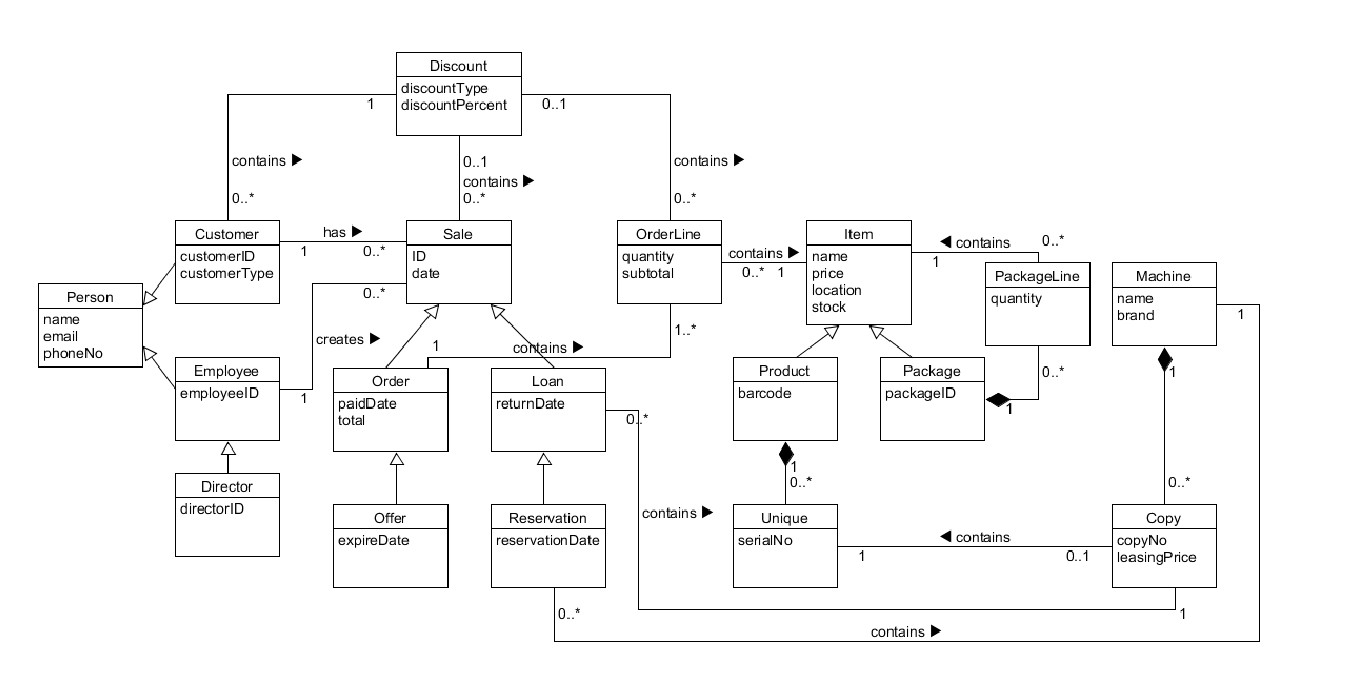 Discount
discountType
discountPercent
1
0..1
contains ▶
0..1
contains ▶
contains ▶
0..*
0..*
0..*
Customer
customerID
customerType
has ▶
1
0..*
Sale
ID
date
OrderLine
quantity
subtotal
contains ▶
0..*
1
Item
name
price
location
stock
◀ contains
1
0..*
PackageLine
quantity
Machine
name
brand
1
Person
name
email
phoneNo
0..*
creates ▶
1..*
1
contains ▶
Employee
employeeID
1
Order
paidDate
total
Loan
returnDate
0..*
Product
barcode
Package
packageID
1
0..*
1
Director
directorID
1
0..*
0..*
Offer
expireDate
Reservation
reservationDate
contains ▶
Unique
serialNo
◀ contains
1
0..1
Copy
copyNo
leasingPrice
0..*
1
contains ▶